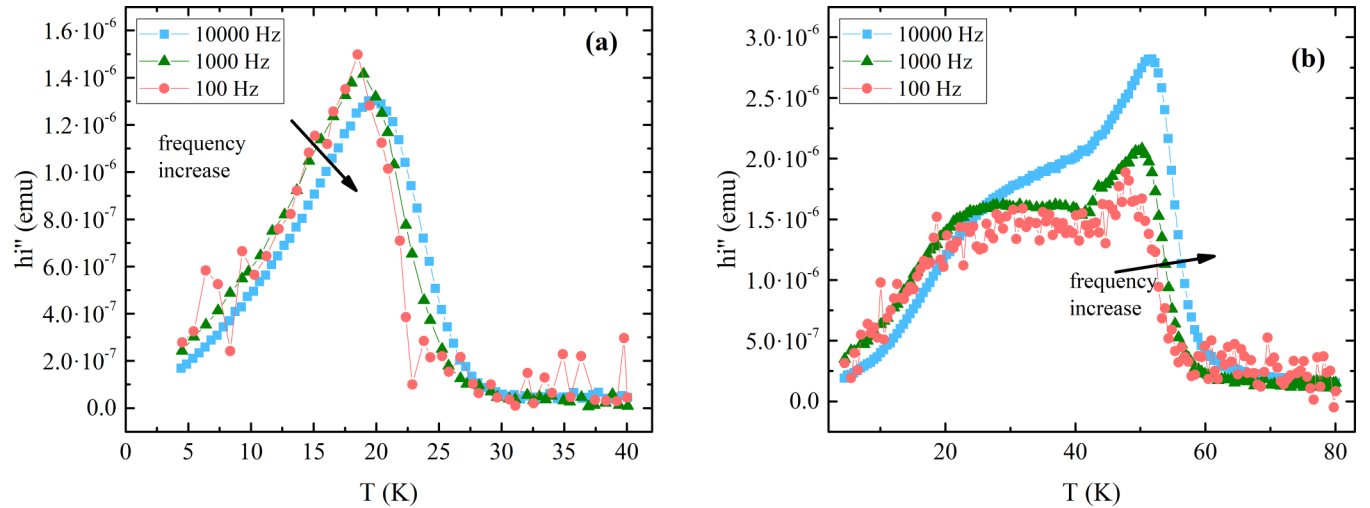 (a)
10000 Hz
1000 Hz
100 Hz
frequency
increase
hi" (emu)
1.6·10⁻⁶
1.4·10⁻⁶
1.2·10⁻⁶
1.0·10⁻⁶
8.0·10⁻⁷
6.0·10⁻⁷
4.0·10⁻⁷
2.0·10⁻⁷
0.0
0 5 10 15 20 25 30 35 40
T (K)
(b)
10000 Hz
1000 Hz
100 Hz
frequency
increase
hi" (emu)
3.0·10⁻⁶
2.5·10⁻⁶
2.0·10⁻⁶
1.5·10⁻⁶
1.0·10⁻⁶
5.0·10⁻⁷
0.0
20 40 60 80
T (K)